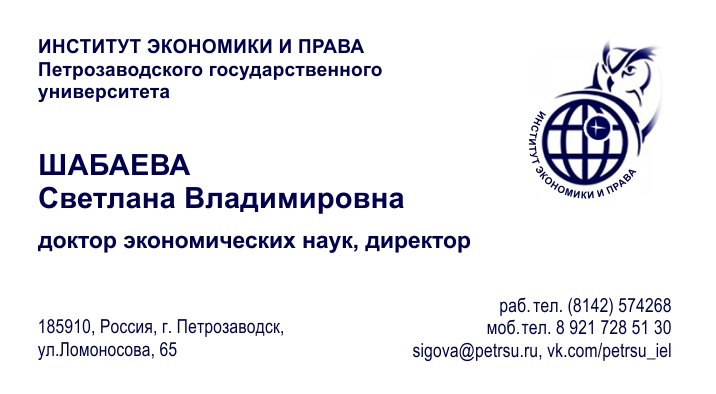 ИНСТИТУТ ЭКОНОМИКИ И ПРАВА
Петрозаводского государственного
университета
ИНСТИТУТ ЭКОНОМИКИ И ПРАВА
ШАБАЕВА
Светлана Владимировна
доктор экономических наук, директор
185910, Россия, г. Петрозаводск,
ул.Ломоносова, 65
раб. тел. (8142) 574268
моб. тел. 8 921 728 51 30
sigova@petrsu.ru, vk.com/petrsu_iel